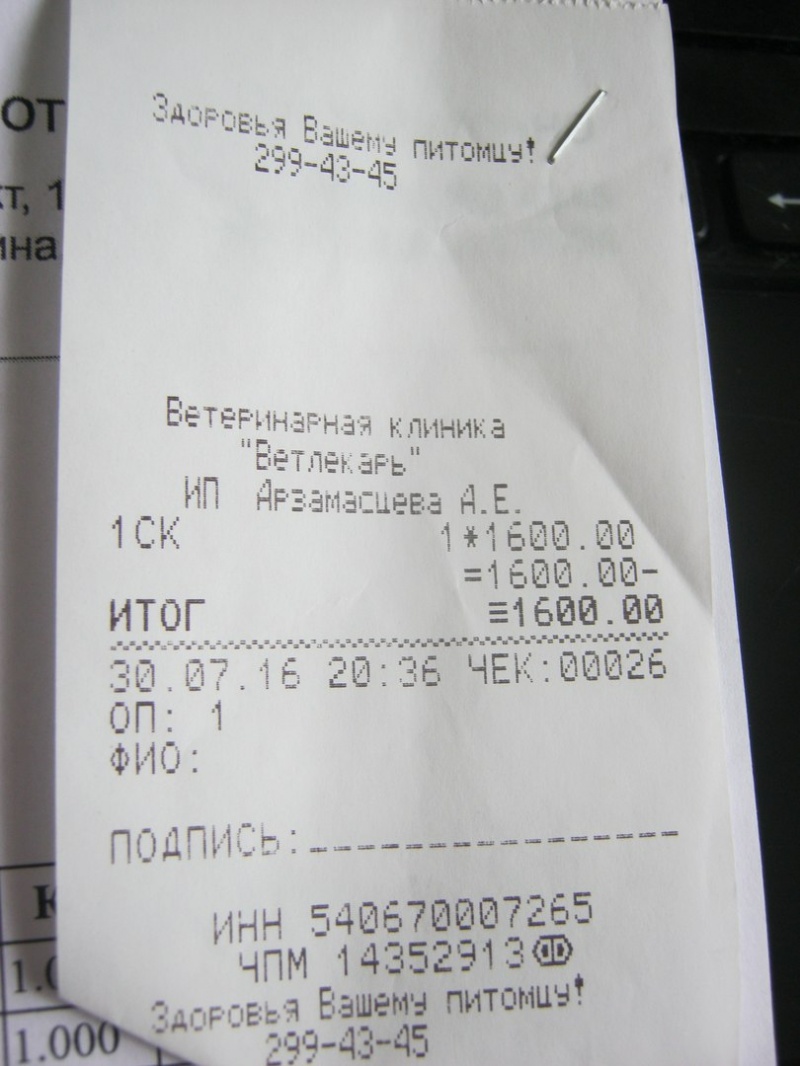 Здоровья Вашему питомцу!
299-43-45
Ветеринарная клиника
"Ветлекарь"
ИП Арзамасцева А.Е.
1СК 1*1600.00
=1600.00-
ИТОГ ≡1600.00
30.07.16 20:36 ЧЕК:00026
ОП: 1
ФИО:
ПОДПИСЬ:
ИНН 540670007265
ЧПМ 14352913
Здоровья Вашему питомцу!
299-43-45
ОТ
1.000